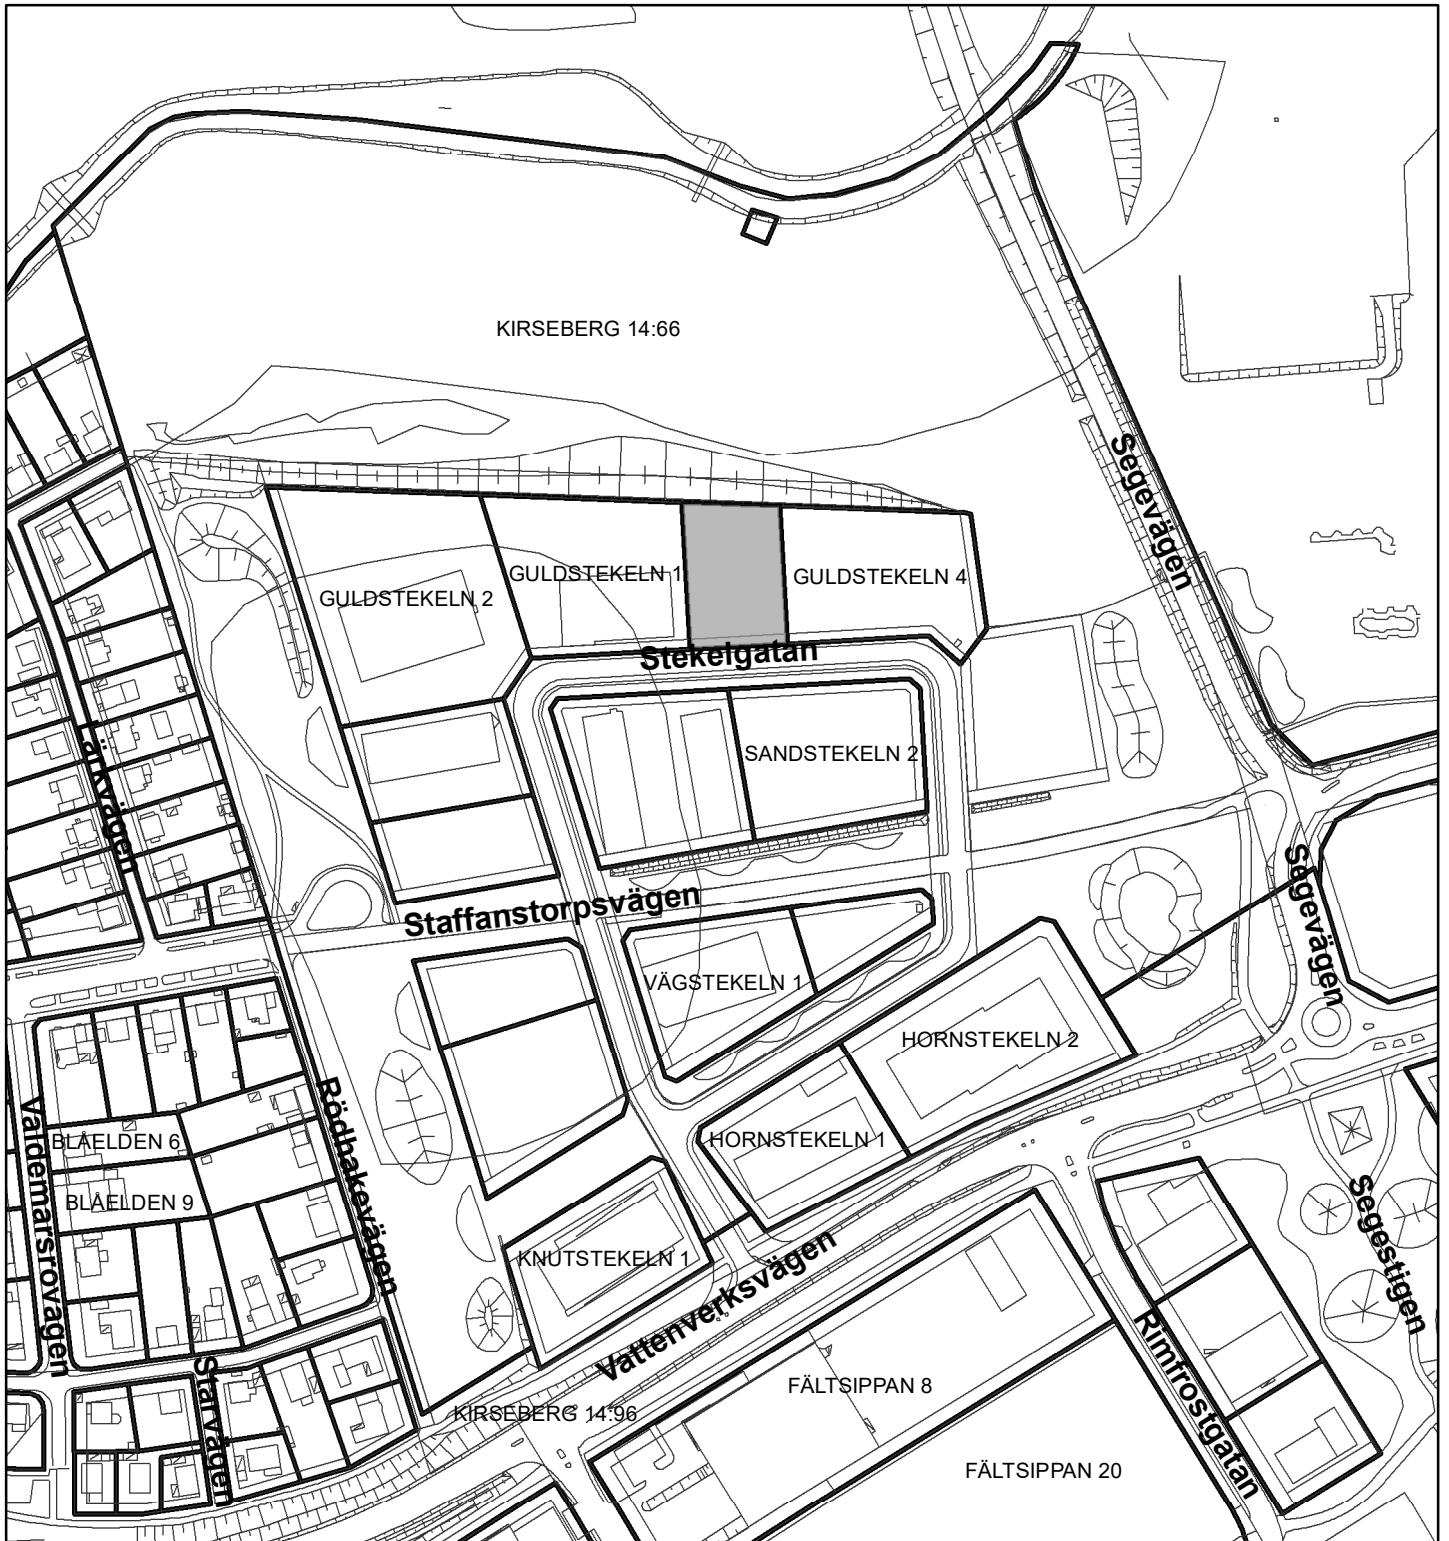 KIRSEBERG 14:66
Segevägen
GULDSTEKELN 1
GULDSTEKELN 4
GULDSTEKELN 2
Stekelgatan
Lärkvägen
SANDSTEKELN 2
Staffanstorpsvägen
Segevägen
VÄGSTEKELN 1
HORNSTEKELN 2
Rödhakevägen
Valdemarsrovägen
BLÅELDEN 6
HORNSTEKELN 1
BLÅELDEN 9
Segestigen
KNUTSTEKELN 1
Vattenverksvägen
Rimfrostgatan
Starvägen
FÄLTSIPPAN 8
KIRSEBERG 14:96
FÄLTSIPPAN 20